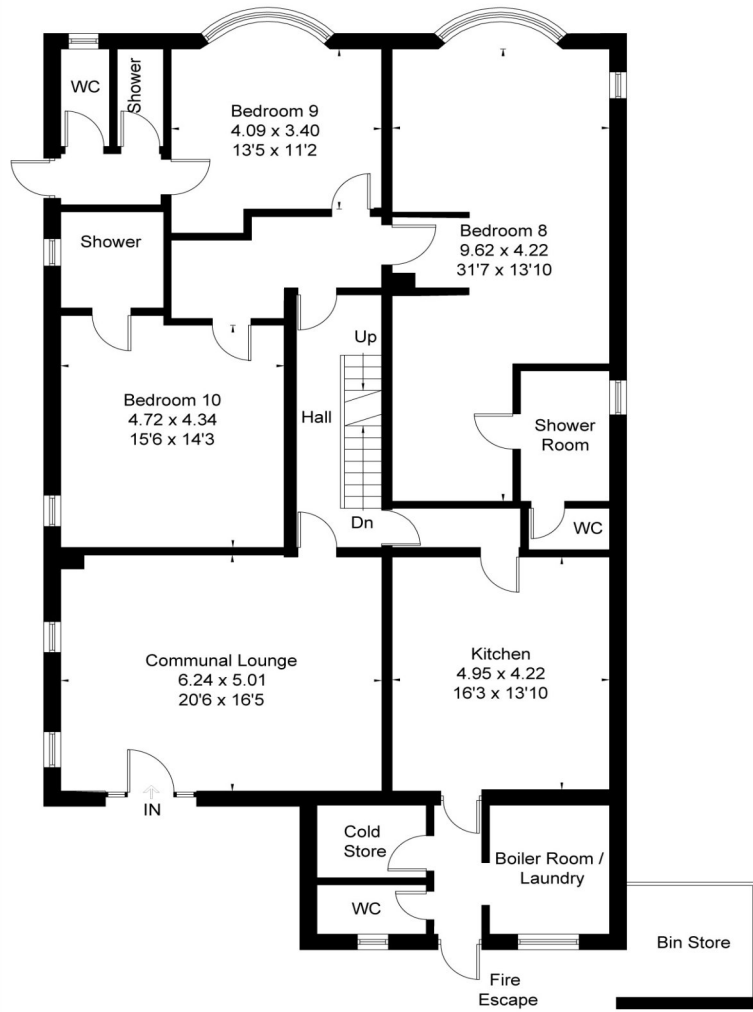 WC
Shower
Bedroom 9
4.09 x 3.40
13'5 x 11'2
Shower
Bedroom 8
9.62 x 4.22
31'7 x 13'10
Up
Bedroom 10
4.72 x 4.34
15'6 x 14'3
Hall
Shower
Room
Dn
WC
Communal Lounge
6.24 x 5.01
20'6 x 16'5
Kitchen
4.95 x 4.22
16'3 x 13'10
IN
Cold
Store
Boiler Room /
Laundry
WC
Bin Store
Fire
Escape